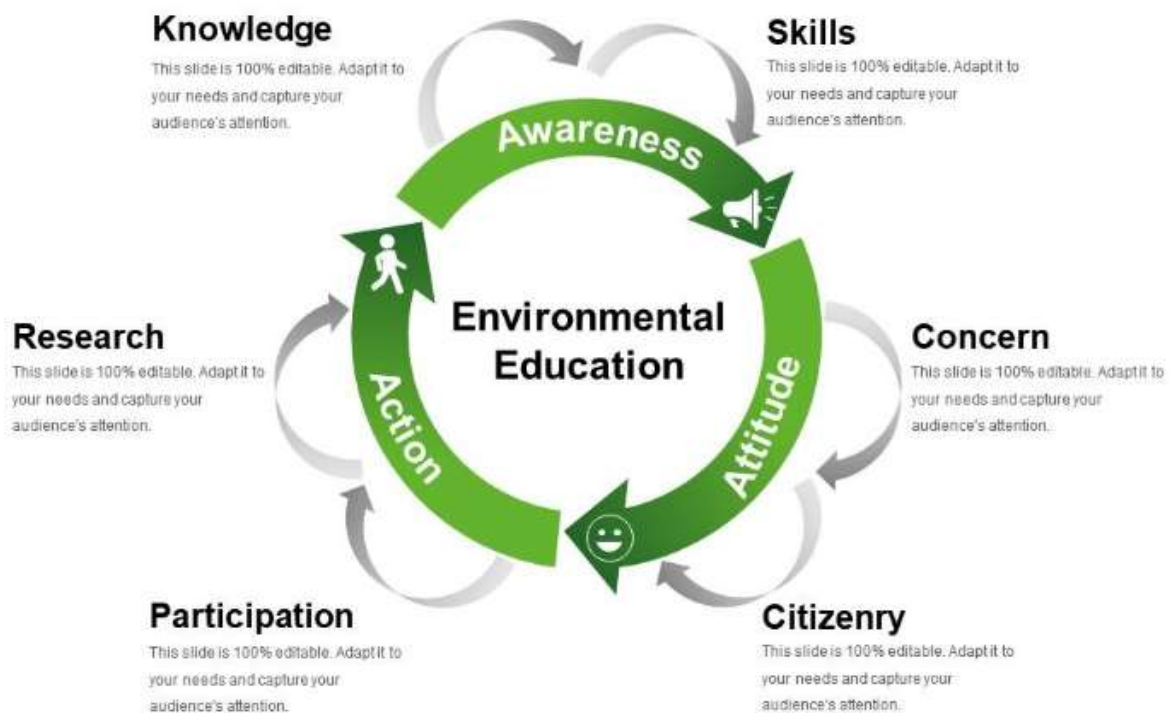 Knowledge
This slide is 100% editable. Adapt it to
your needs and capture your
audience's attention.
Skills
This slide is 100% editable. Adapt it to
your needs and capture your
audience's attention.
Awareness
Environmental
Education
Research
This slide is 100% editable. Adapt it to
your needs and capture your
audience's attention.
Concern
This slide is 100% editable. Adapt it to
your needs and capture your
audience's attention.
Action
Attitude
Participation
This slide is 100% editable. Adapt it to
your needs and capture your
audience's attention.
Citizenry
This slide is 100% editable. Adapt it to
your needs and capture your
audience's attention.